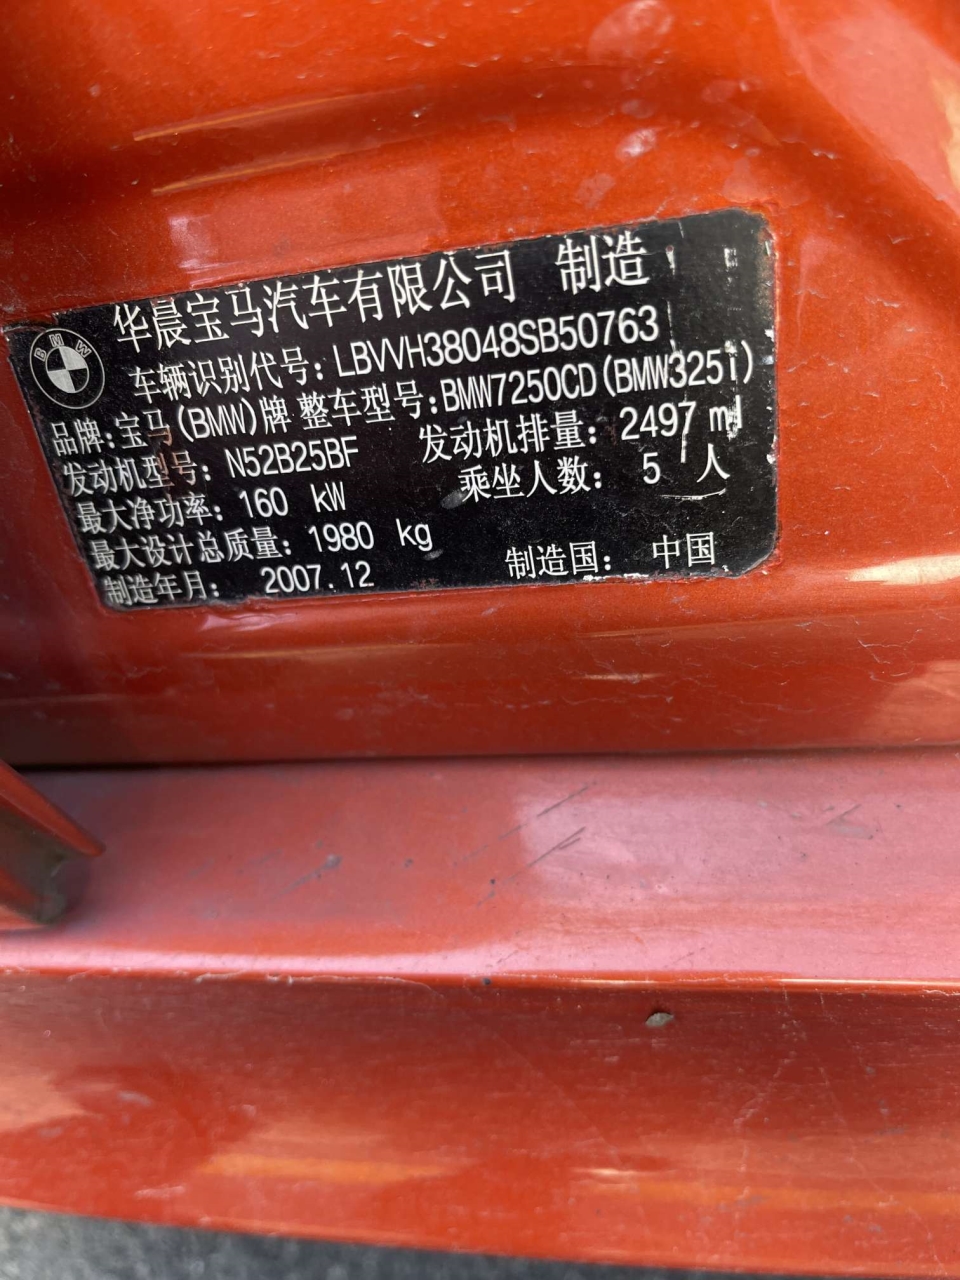 BMW
华晨宝马汽车有限公司 制造
车辆识别代号: LBVVH38048SB50763
品牌:宝马(BMW)牌 整车型号:BMW7250CD(BMW325i)
发动机型号: N52B25BF 发动机排量: 2497 ml
最大净功率: 160 kW 乘坐人数: 5 人
最大设计总质量: 1980 kg
制造年月: 2007.12 制造国: 中国